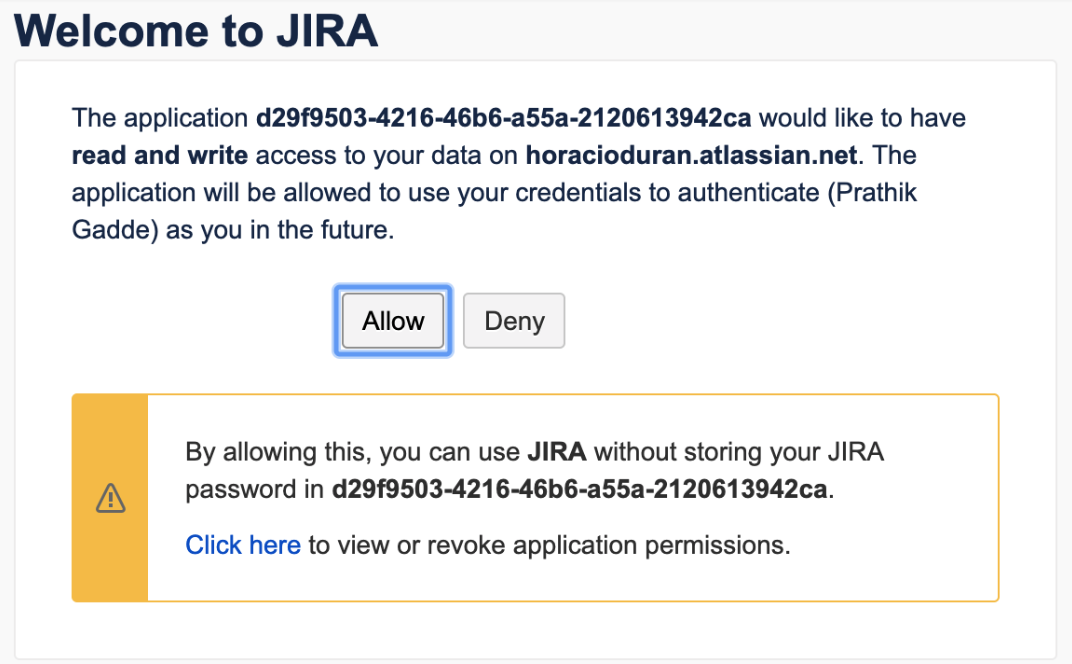 Welcome to JIRA
The application d29f9503-4216-46b6-a55a-2120613942ca would like to have
read and write access to your data on horacioduran.atlassian.net. The
application will be allowed to use your credentials to authenticate (Prathik
Gadde) as you in the future.
Allow Deny
By allowing this, you can use JIRA without storing your JIRA
password in d29f9503-4216-46b6-a55a-2120613942ca.
Click here to view or revoke application permissions.